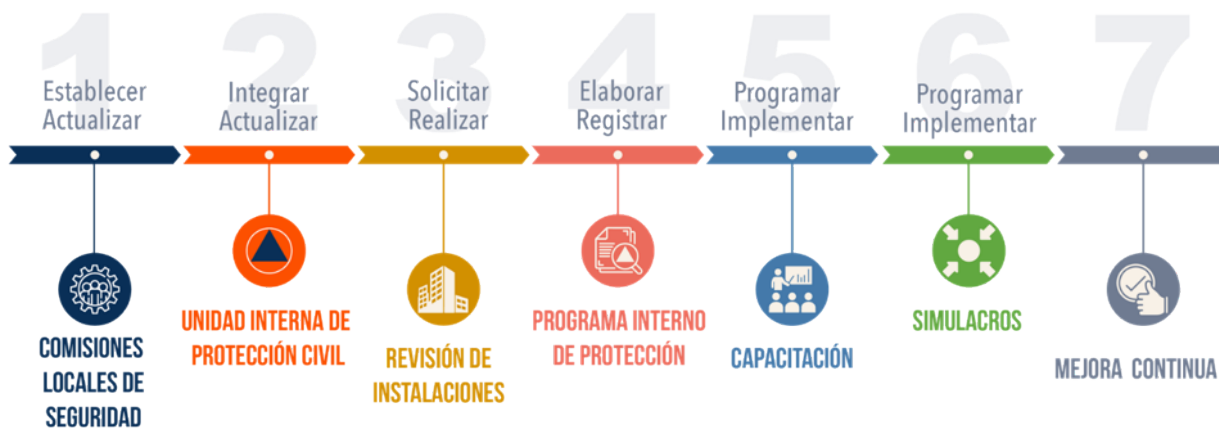 1
Establecer
Actualizar
COMISIONES
LOCALES DE
SEGURIDAD
2
Integrar
Actualizar
UNIDAD INTERNA DE
PROTECCIÓN CIVIL
3
Solicitar
Realizar
REVISIÓN DE
INSTALACIONES
4
Elaborar
Registrar
PROGRAMA INTERNO
DE PROTECCIÓN
5
Programar
Implementar
CAPACITACIÓN
6
Programar
Implementar
SIMULACROS
7
MEJORA CONTINUA